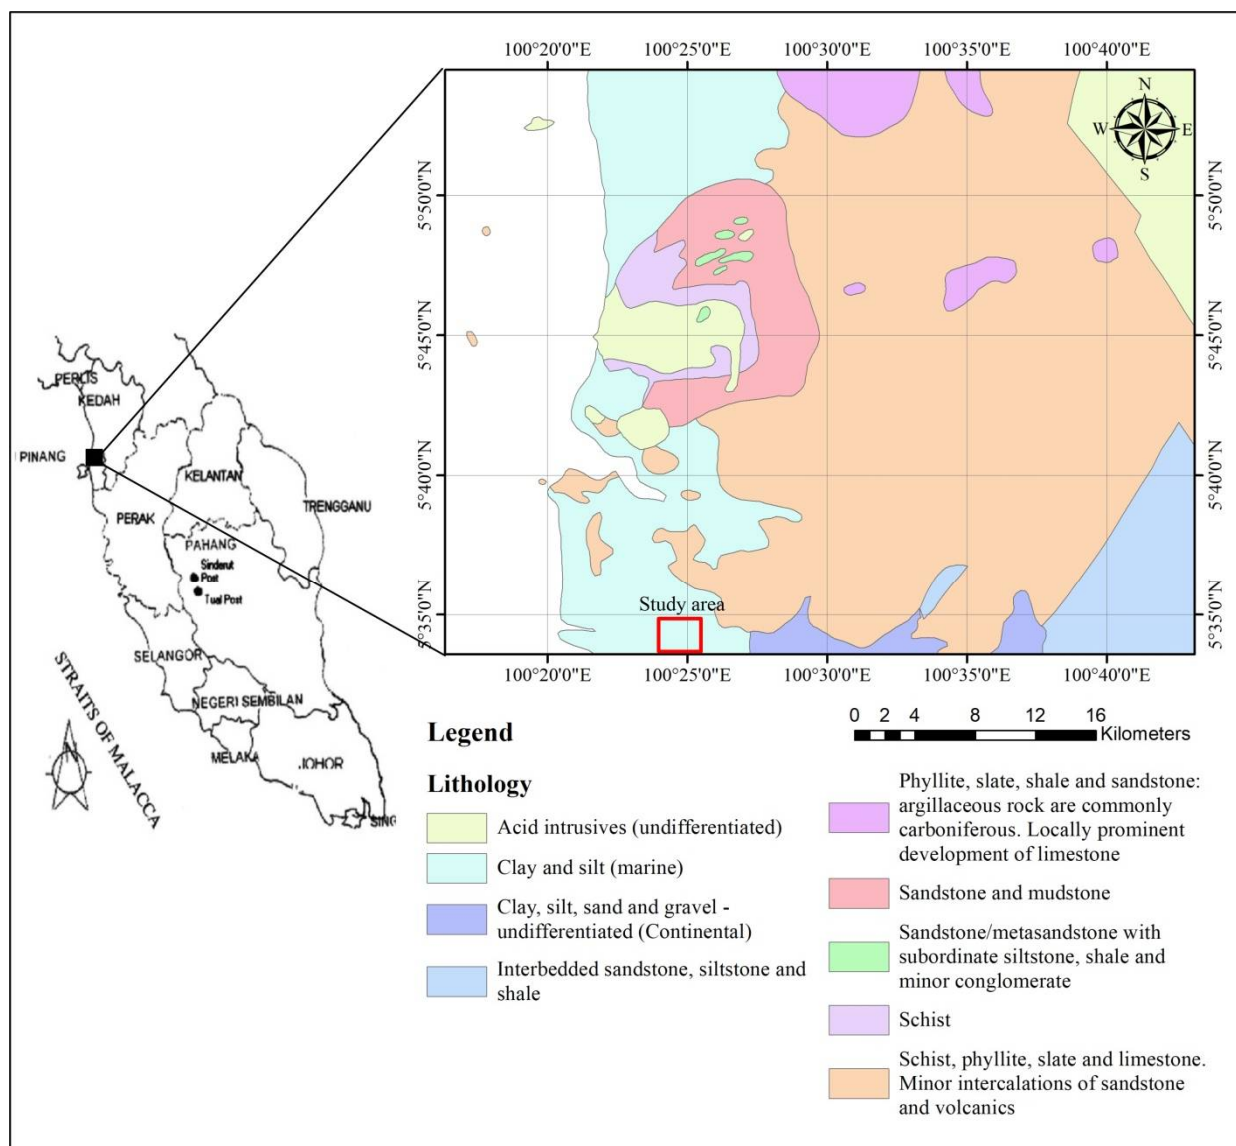 100°20'0"E 100°25'0"E 100°30'0"E 100°35'0"E 100°40'0"E
N
W E
S
5°50'0"N 5°50'0"N
5°45'0"N 5°45'0"N
5°40'0"N 5°40'0"N
5°35'0"N 5°35'0"N
Study area
100°20'0"E 100°25'0"E 100°30'0"E 100°35'0"E 100°40'0"E
PERLIS
KEDAH
PINANG
KELANTAN
TRENGGANU
PERAK
PAHANG
Sinderut
Post
Tual Post
SELANGOR
NEGERI SEMBILAN
MELAKA
JOHOR
SING
STRAITS OF MALACCA
N
0 2 4 8 12 16
Kilometers
Legend
Lithology
Acid intrusives (undifferentiated)
Clay and silt (marine)
Clay, silt, sand and gravel -
undifferentiated (Continental)
Interbedded sandstone, siltstone and
shale
Phyllite, slate, shale and sandstone:
argillaceous rock are commonly
carboniferous. Locally prominent
development of limestone
Sandstone and mudstone
Sandstone/metasandstone with
subordinate siltstone, shale and
minor conglomerate
Schist
Schist, phyllite, slate and limestone.
Minor intercalations of sandstone
and volcanics